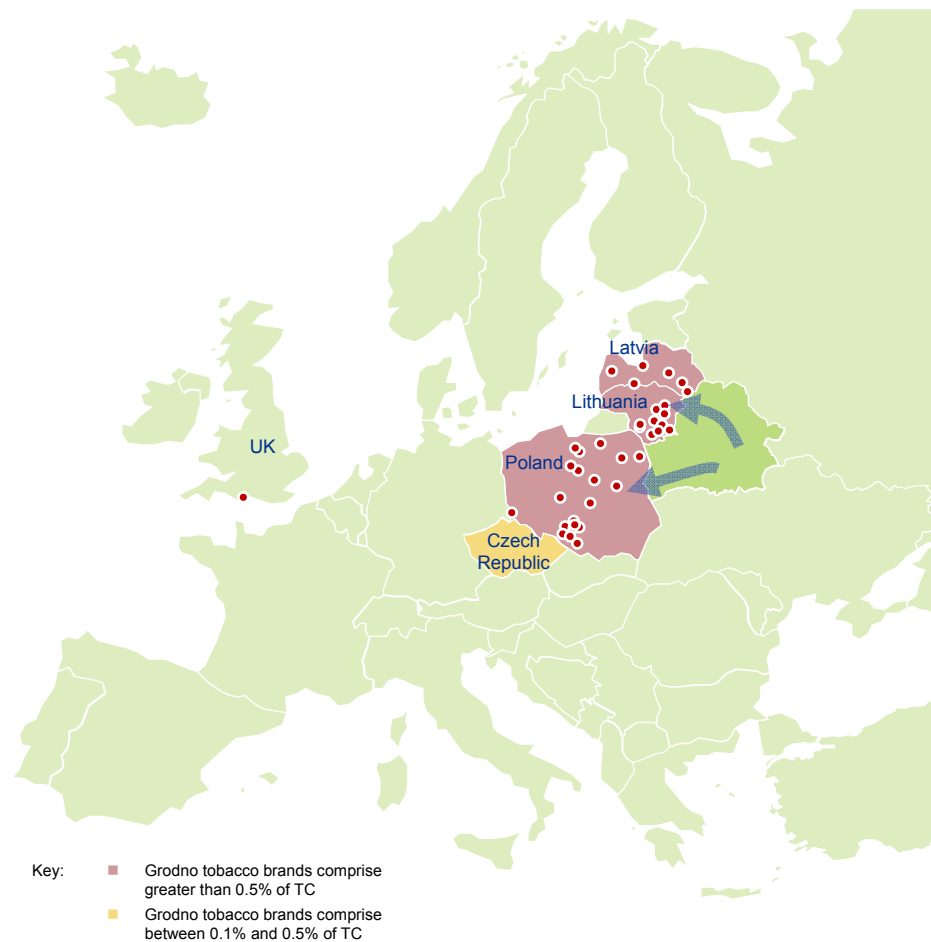 Latvia
Lithuania
UK
Poland
Czech
Republic
Key:
Grodno tobacco brands comprise
greater than 0.5% of TC
Grodno tobacco brands comprise
between 0.1% and 0.5% of TC